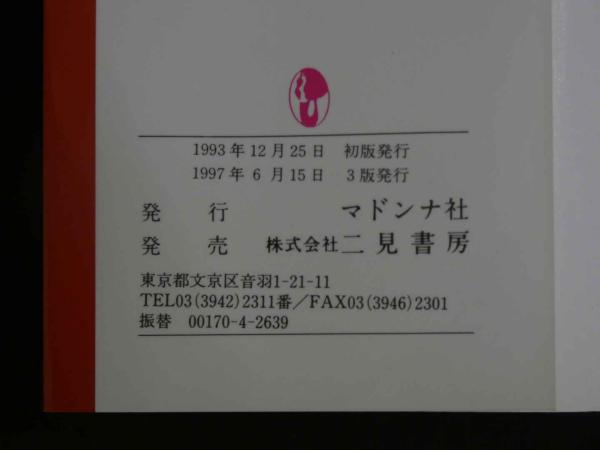 1993年12月25日　初版発行
1997年 6 月15日　3版発行
発　行　マドンナ社
発　売　株式会社二見書房
東京都文京区音羽1-21-11
TEL03(3942)2311番／FAX03(3946)2301
振替　00170-4-2639